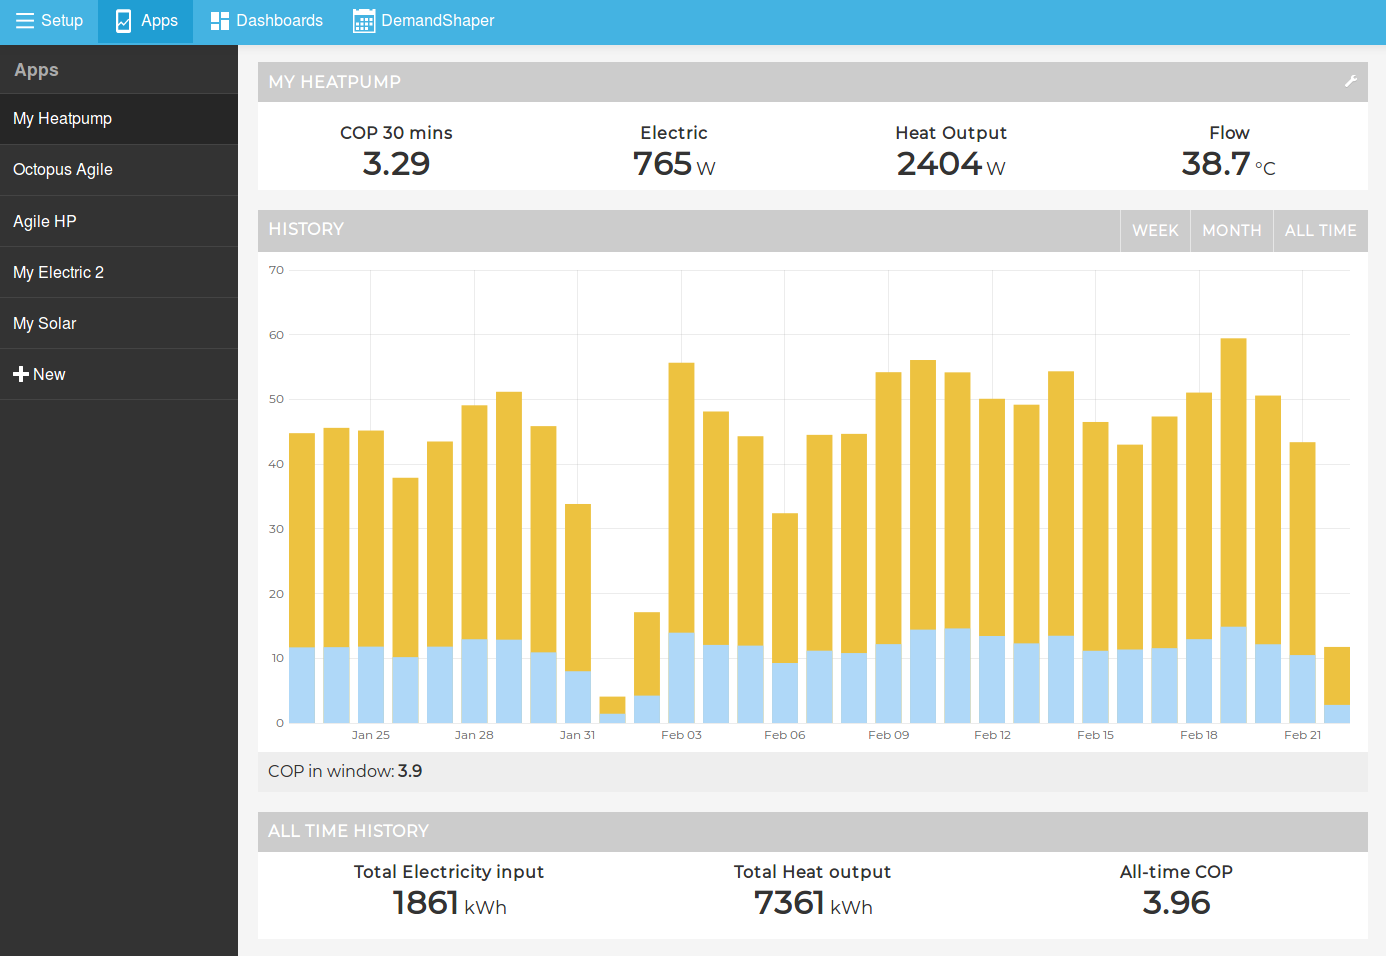 Setup Apps Dashboards DemandShaper
Apps
My Heatpump
Octopus Agile
Agile HP
My Electric 2
My Solar
New
MY HEATPUMP
COP 30 mins Electric Heat Output Flow
3.29 765 W 2404 W 38.7 °C
HISTORY WEEK MONTH ALL TIME
70
60
50
40
30
20
10
0
Jan 25 Jan 28 Jan 31 Feb 03 Feb 06 Feb 09 Feb 12 Feb 15 Feb 18 Feb 21
COP in window: 3.9
ALL TIME HISTORY
Total Electricity input Total Heat output All-time COP
1861 kWh 7361 kWh 3.96